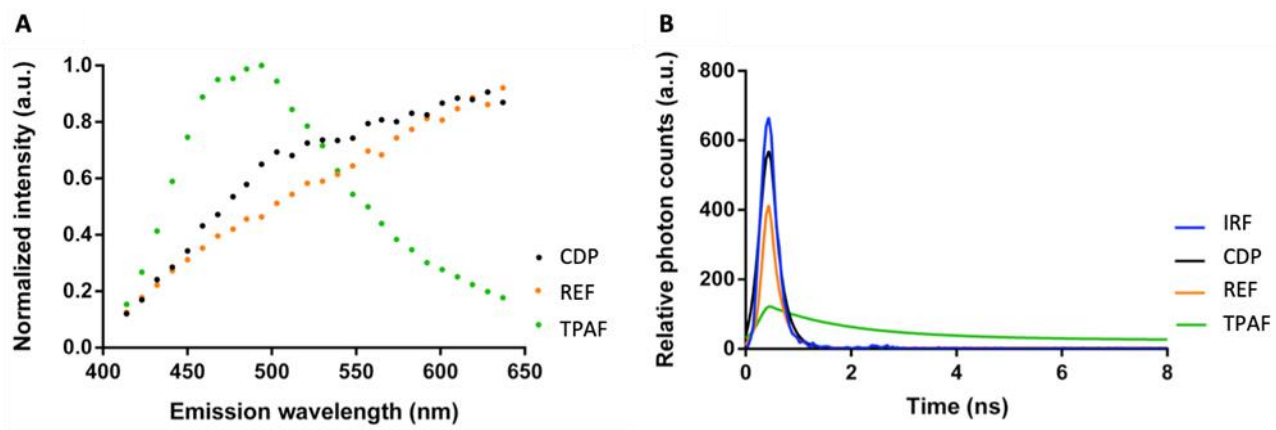 A
Normalized intensity (a.u.)
1.0
0.8
0.6
0.4
0.2
0.0
400 450 500 550 600 650
Emission wavelength (nm)
CDP
REF
TPAF
B
Relative photon counts (a.u.)
800
600
400
200
0
0 2 4 6 8
Time (ns)
IRF
CDP
REF
TPAF